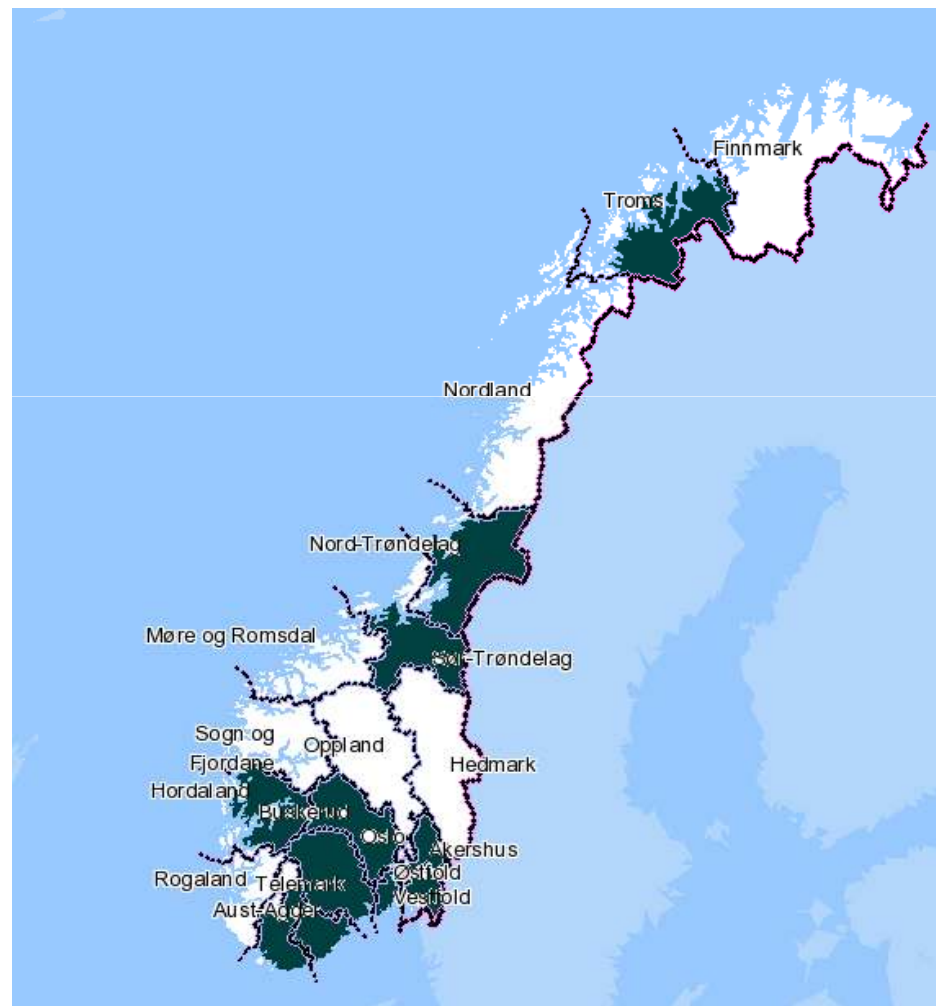 Finnmark
Troms
Nordland
Nord-Trøndelag
Møre og Romsdal
Sør-Trøndelag
Sogn og
Fjordane
Oppland
Hedmark
Hordaland
Buskerud
Oslo
Akershus
Rogaland
Telemark
Østfold
Vestfold
Aust-Agder